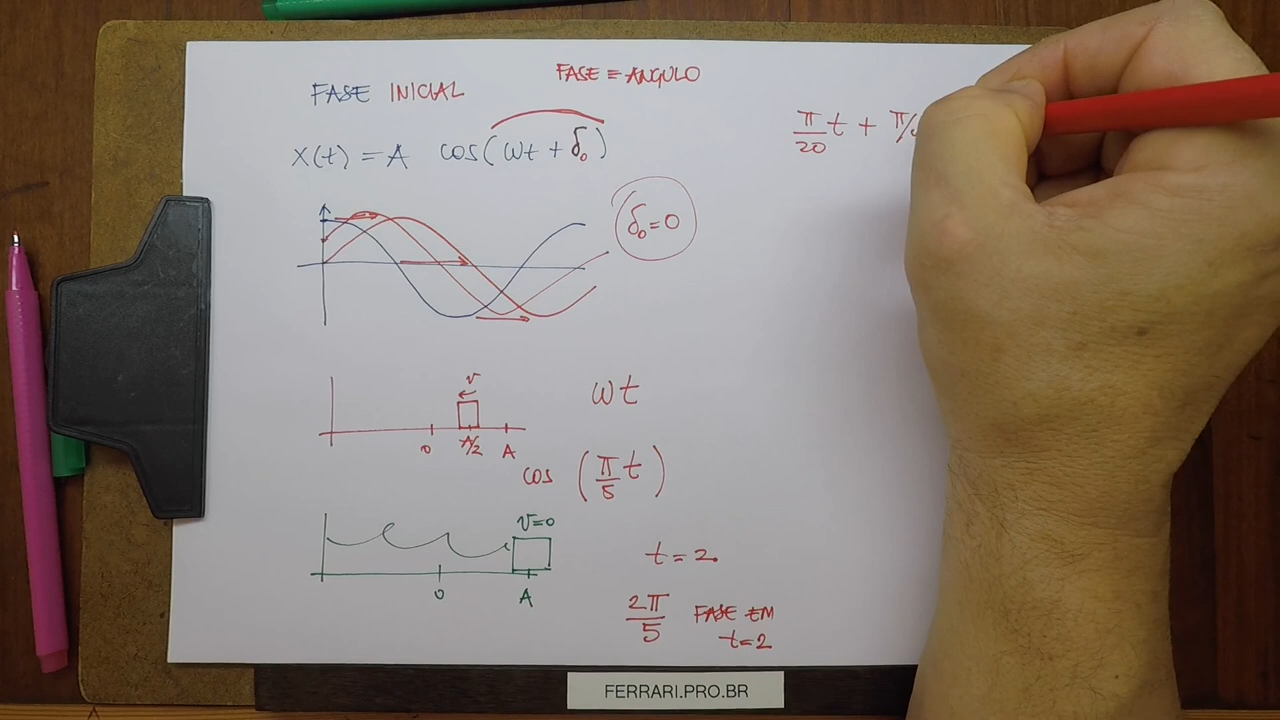 FASE INICIAL
FASE ≡ ANGULO
x(t) = A cos(ωt + δ₀)
π/20 t + π/
δ₀ = 0
v
0 A/2 A
ωt
cos (π/5 t)
v=0
0 A
t = 2.
2π/5 FASE EM
t=2
FERRARI.PRO.BR